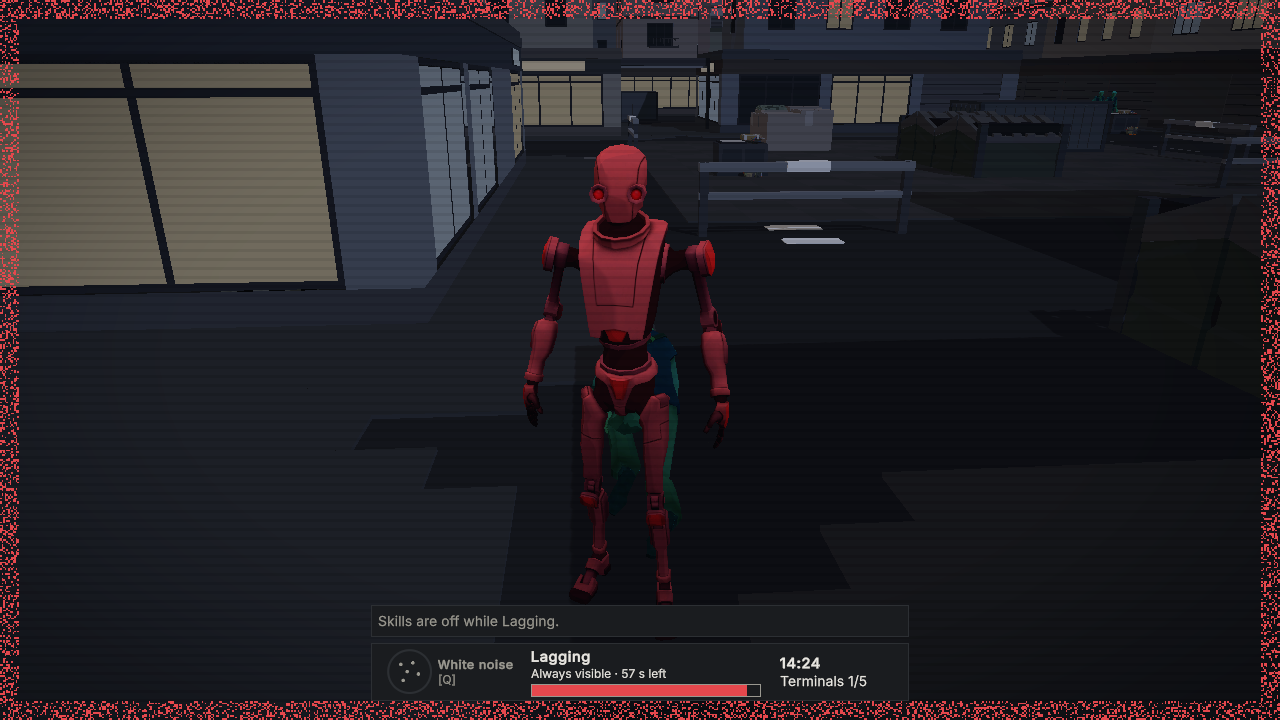 Skills are off while Lagging.
White noise
[Q]
Lagging
Always visible · 57 s left
14:24
Terminals 1/5